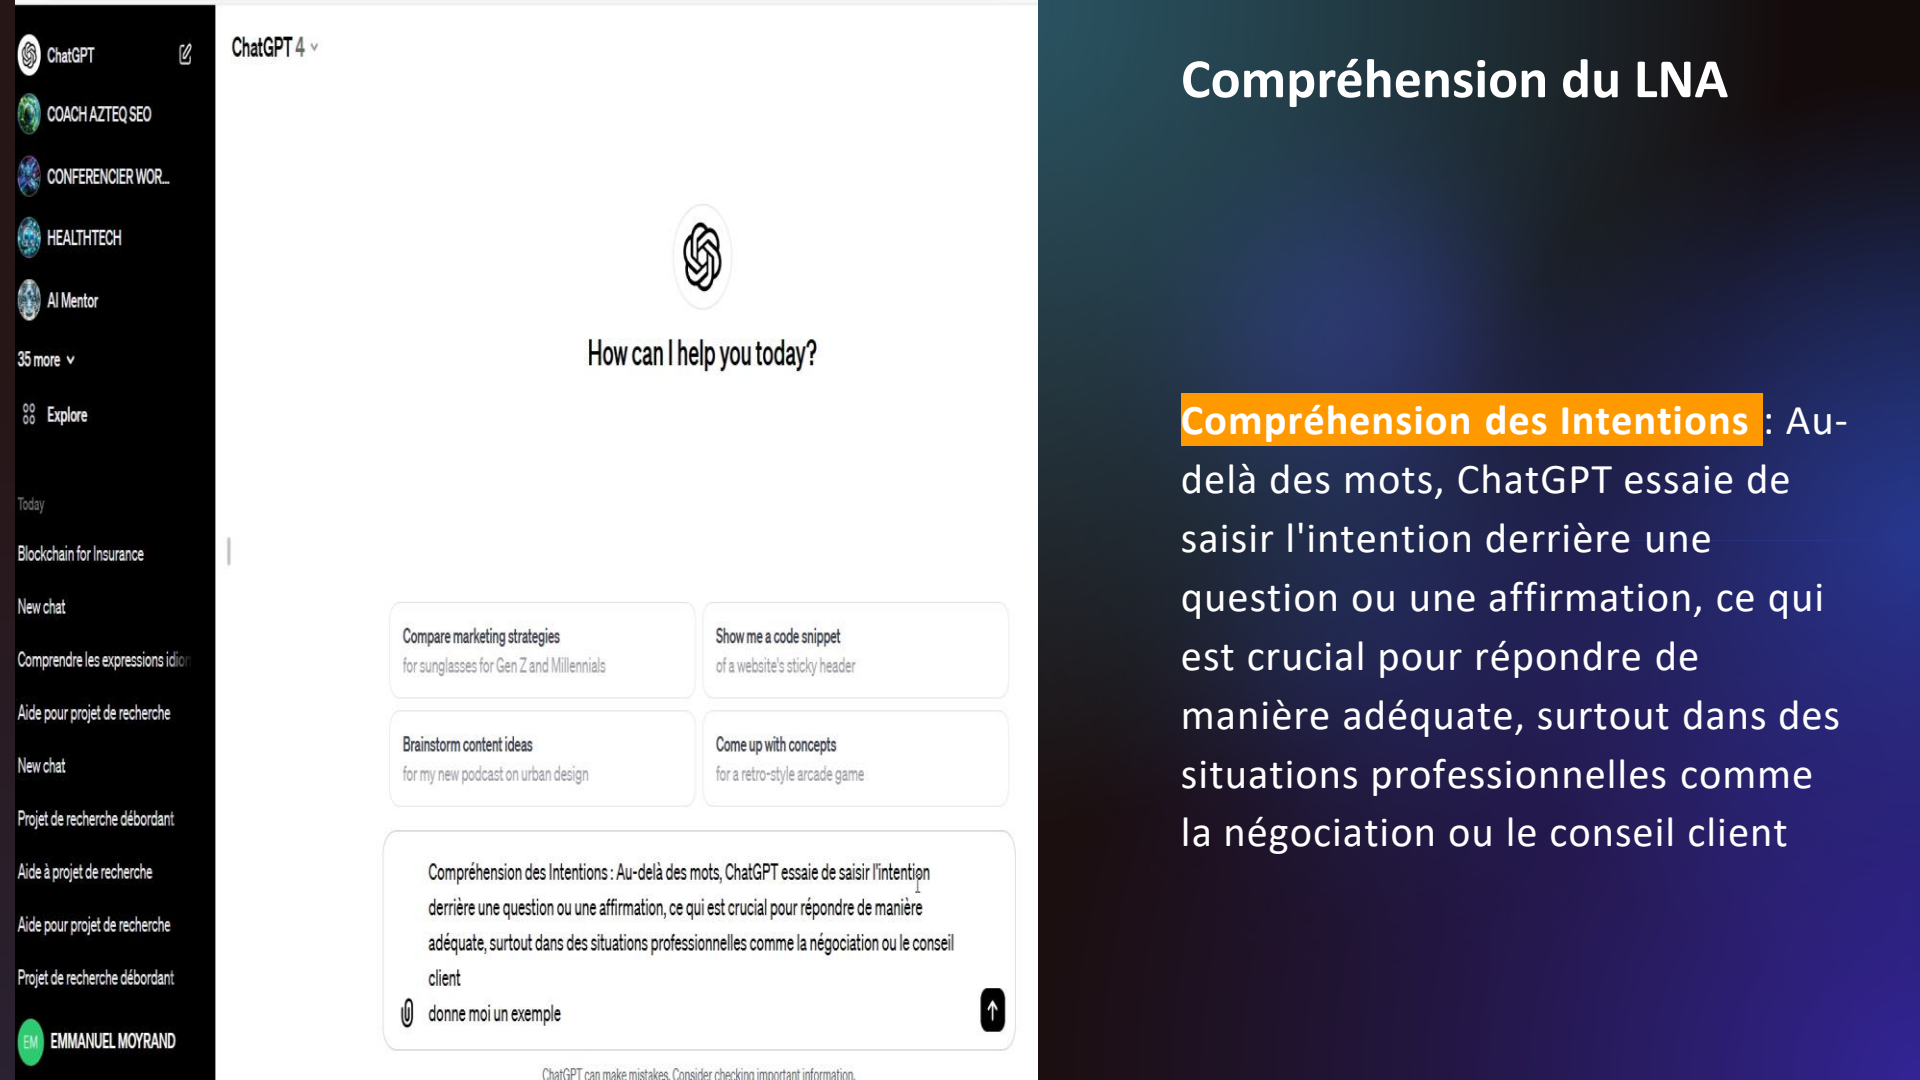 ChatGPT
COACH AZTEQ SEO
CONFERENCIER WOR...
HEALTHTECH
AI Mentor
35 more
Explore
Today
Blockchain for Insurance
New chat
Comprendre les expressions idiom
Aide pour projet de recherche
New chat
Projet de recherche débordant
Aide à projet de recherche
Aide pour projet de recherche
Projet de recherche débordant
EM
EMMANUEL MOYRAND
ChatGPT 4
How can I help you today?
Compare marketing strategies
for sunglasses for Gen Z and Millennials
Show me a code snippet
of a website's sticky header
Brainstorm content ideas
for my new podcast on urban design
Come up with concepts
for a retro-style arcade game
Compréhension des Intentions : Au-delà des mots, ChatGPT essaie de saisir l'intention
derrière une question ou une affirmation, ce qui est crucial pour répondre de manière
adéquate, surtout dans des situations professionnelles comme la négociation ou le conseil
client
donne moi un exemple
ChatGPT can make mistakes. Consider checking important information.
Compréhension du LNA
Compréhension des Intentions : Au-
delà des mots, ChatGPT essaie de
saisir l'intention derrière une
question ou une affirmation, ce qui
est crucial pour répondre de
manière adéquate, surtout dans des
situations professionnelles comme
la négociation ou le conseil client